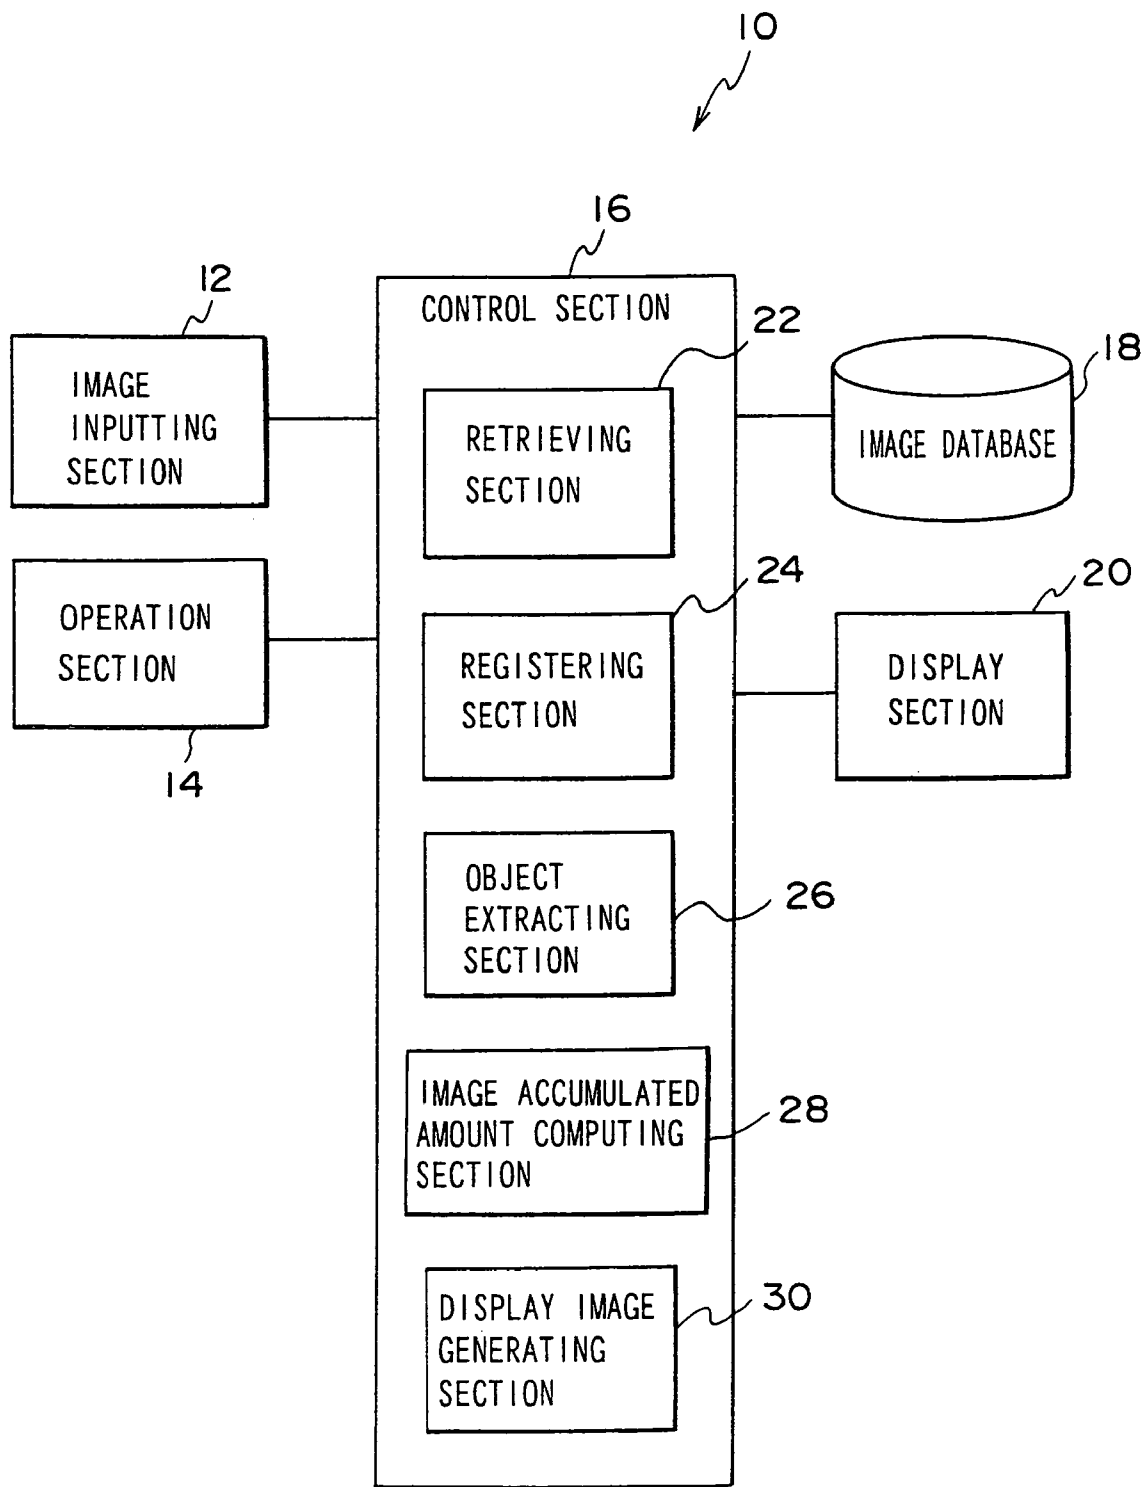 10
16
CONTROL SECTION
12
IMAGE
INPUTTING
SECTION
22
RETRIEVING
SECTION
18
IMAGE DATABASE
OPERATION
SECTION
14
24
REGISTERING
SECTION
20
DISPLAY
SECTION
OBJECT
EXTRACTING
SECTION
26
IMAGE ACCUMULATED
AMOUNT COMPUTING
SECTION
28
DISPLAY IMAGE
GENERATING
SECTION
30